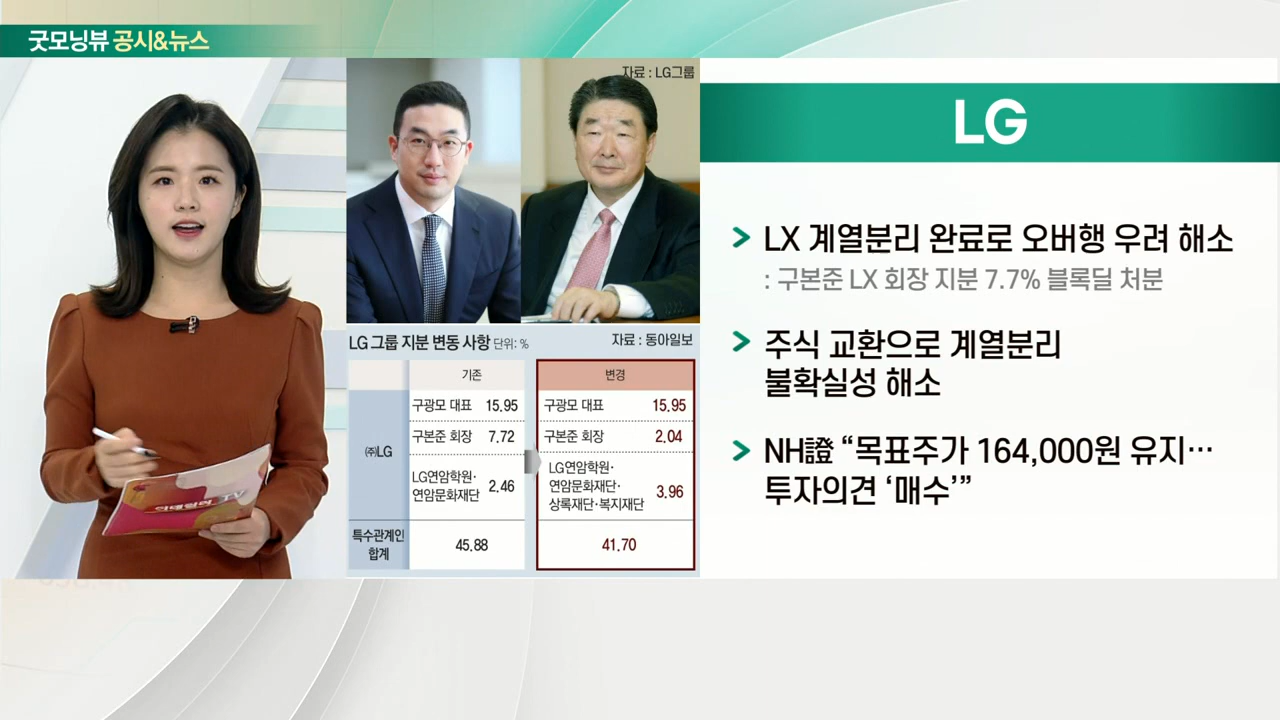 굿모닝뷰 공시&뉴스
자료 : LG그룹
LG 그룹 지분 변동 사항 단위: %
자료 : 동아일보
기존
변경
㈜LG
구광모 대표 15.95
구본준 회장 7.72
LG연암학원·
연암문화재단 2.46
구광모 대표 15.95
구본준 회장 2.04
LG연암학원·
연암문화재단·
상록재단·복지재단 3.96
특수관계인
합계
45.88
41.70
이데일리 TV
LG
LX 계열분리 완료로 오버행 우려 해소
: 구본준 LX 회장 지분 7.7% 블록딜 처분
주식 교환으로 계열분리
불확실성 해소
NH證 “목표주가 164,000원 유지…
투자의견 ‘매수’”